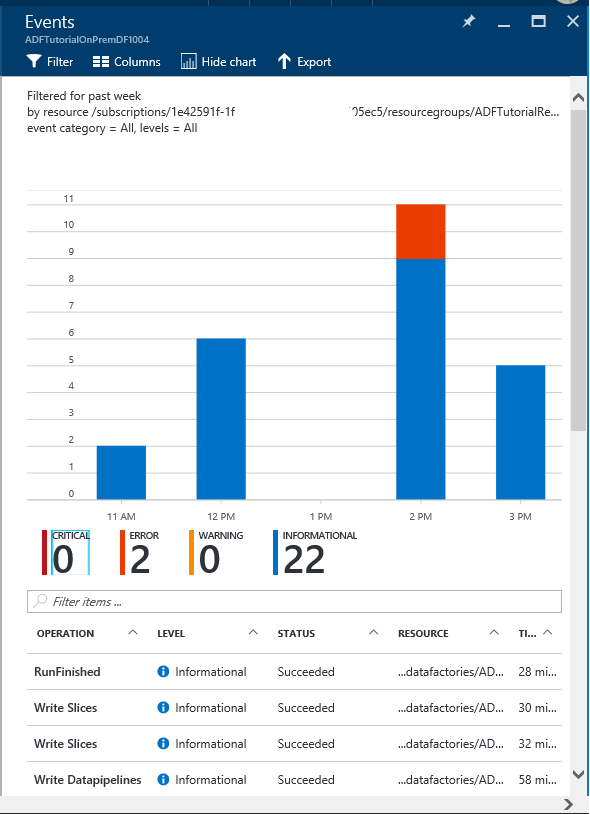 Events
ADFTutorialOnPremDF1004
Filter Columns Hide chart Export
Filtered for past week
by resource /subscriptions/1e42591f-1f 05ec5/resourcegroups/ADFTutorialRe...
event category = All, levels = All
11
10
9
8
7
6
5
4
3
2
1
0
11 AM 12 PM 1 PM 2 PM 3 PM
CRITICAL ERROR WARNING INFORMATIONAL
0 2 0 22
Filter items ...
OPERATION LEVEL STATUS RESOURCE TI...
RunFinished Informational Succeeded ...datafactories/AD... 28 mi...
Write Slices Informational Succeeded ...datafactories/AD... 30 mi...
Write Slices Informational Succeeded ...datafactories/AD... 32 mi...
Write Datapipelines Informational Succeeded ...datafactories/AD... 58 mi...